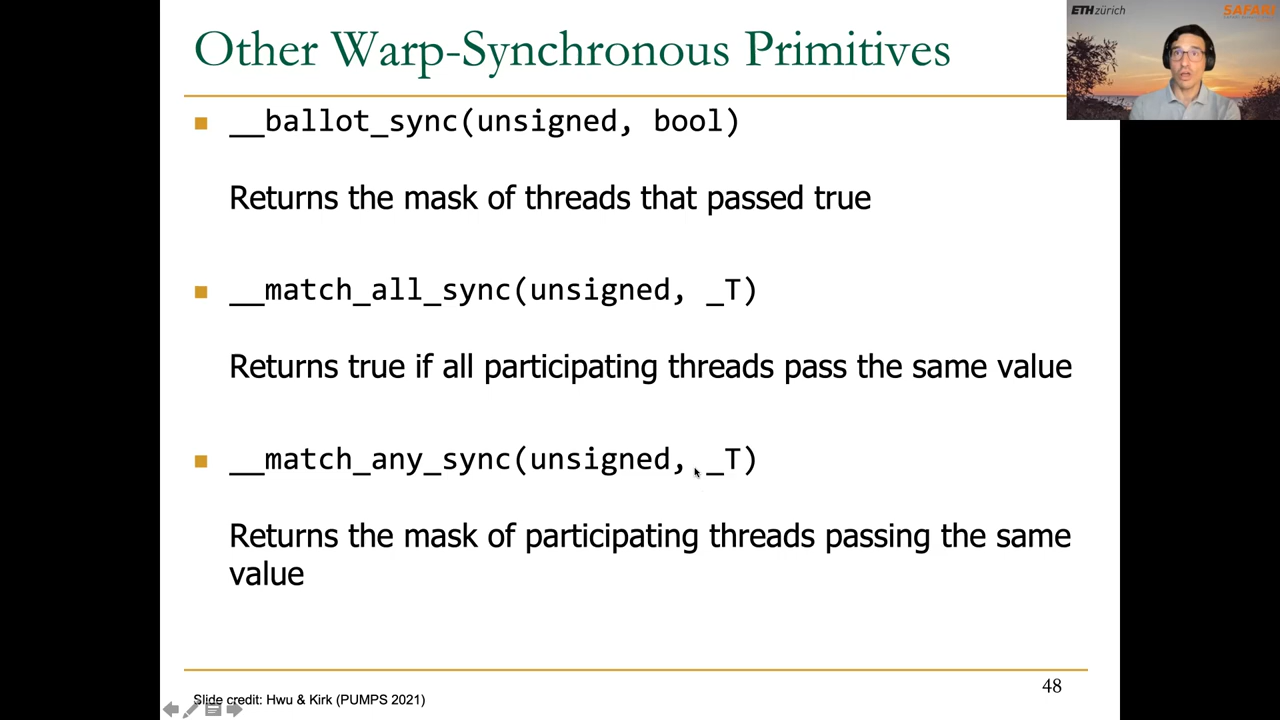 Other Warp-Synchronous Primitives
ETH zürich
SAFARI
__ballot_sync(unsigned, bool)
Returns the mask of threads that passed true
__match_all_sync(unsigned, _T)
Returns true if all participating threads pass the same value
__match_any_sync(unsigned, _T)
Returns the mask of participating threads passing the same
value
Slide credit: Hwu & Kirk (PUMPS 2021)
48